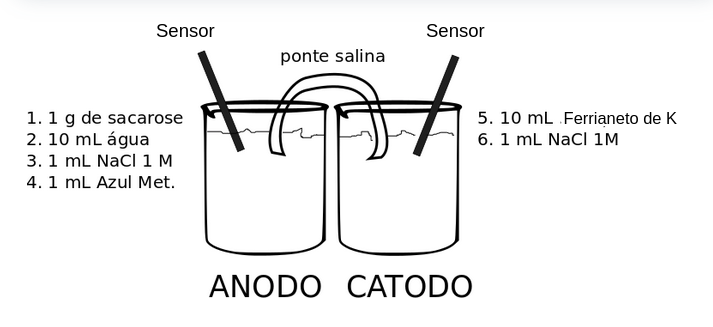 Sensor
Sensor
ponte salina
1. 1 g de sacarose
2. 10 mL água
3. 1 mL NaCl 1 M
4. 1 mL Azul Met.
5. 10 mL Ferrianeto de K
6. 1 mL NaCl 1M
ANODO
CATODO